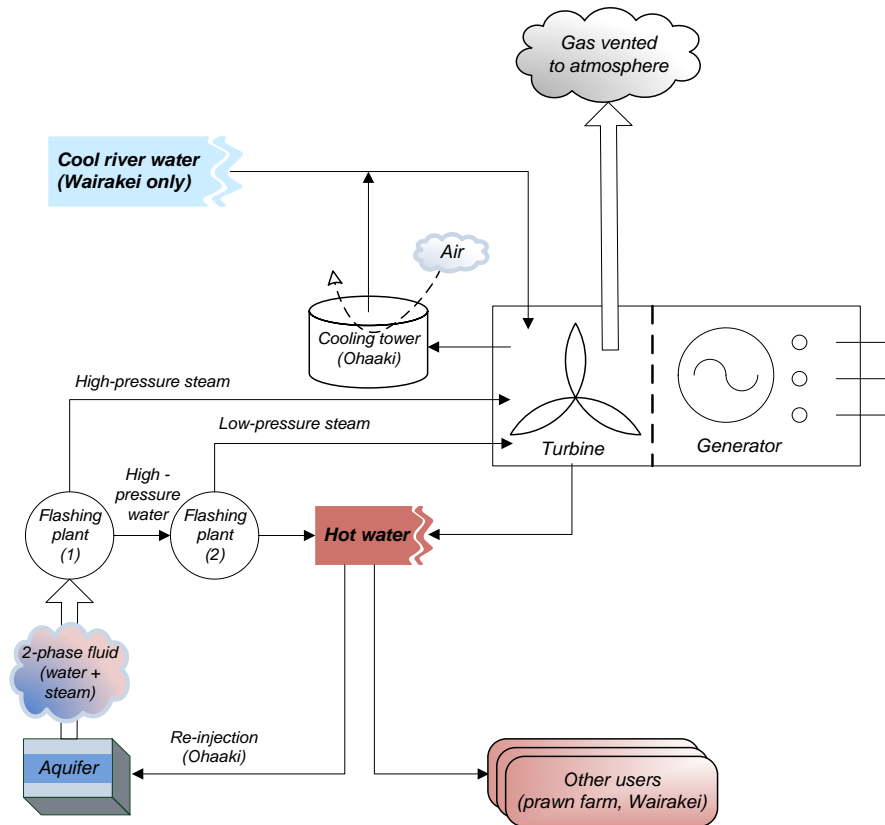 Gas vented
to atmosphere
Cool river water
(Wairakei only)
Air
Cooling tower
(Ohaaki)
High-pressure steam
Low-pressure steam
Turbine
Generator
High -
pressure
water
Flashing
plant
(1)
Flashing
plant
(2)
Hot water
2-phase fluid
(water +
steam)
Re-injection
(Ohaaki)
Aquifer
Other users
(prawn farm, Wairakei)